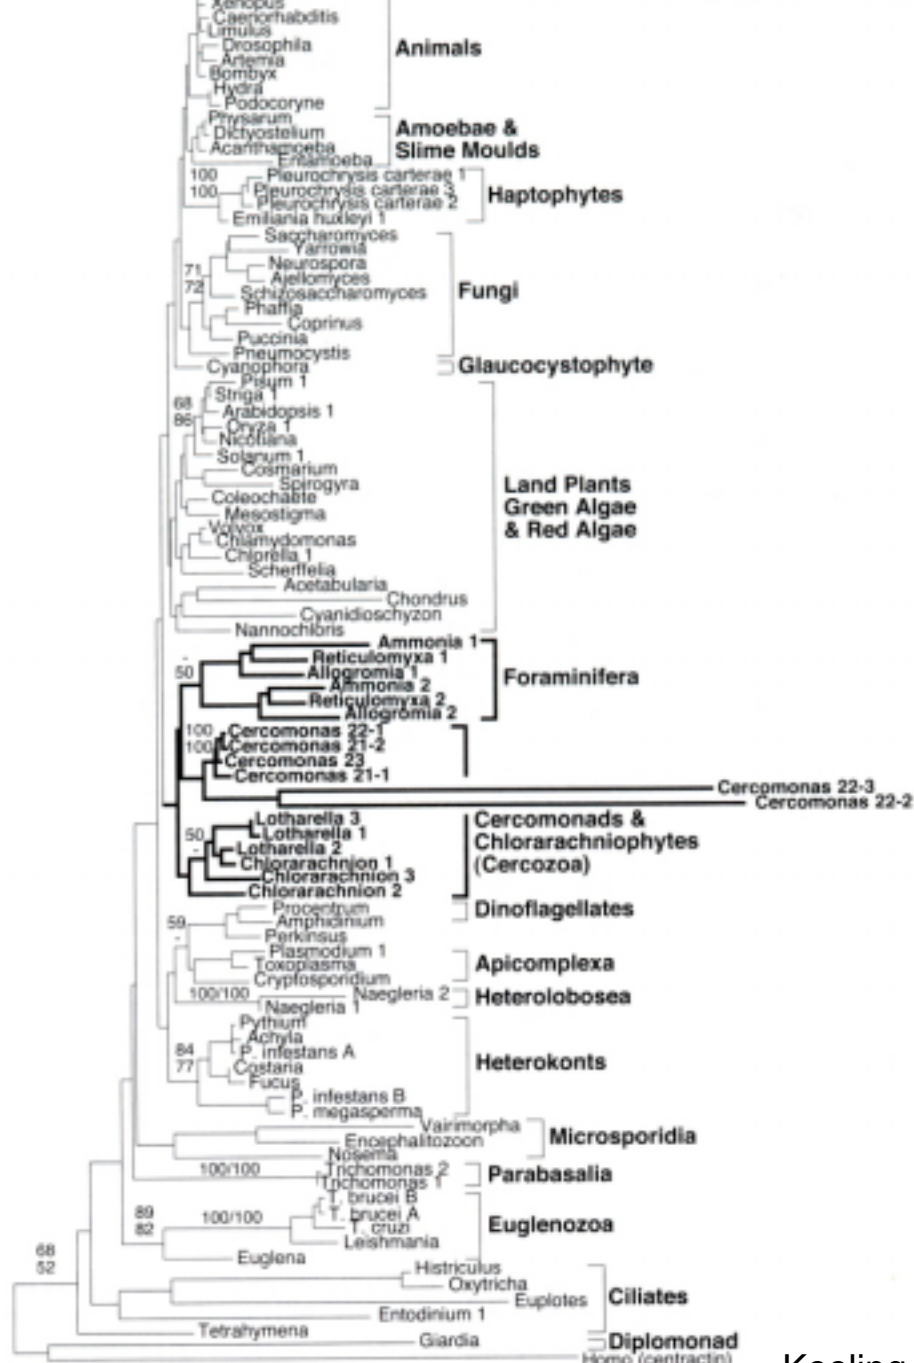 Xenopus
Caenorhabditis
Limulus
Drosophila
Artemia
Bombyx
Hydra
Podocoryne
Animals
Physarum
Dictyostelium
Acanthamoeba
Entamoeba
Amoebae &
Slime Moulds
100
100
Pleurochrysis carterae 1
Pleurochrysis carterae 3
Pleurochrysis carterae 2
Emiliania huxleyi 1
Haptophytes
Saccharomyces
Yarrowia
Neurospora
Ajellomyces
71
72
Schizosaccharomyces
Phaffia
Coprinus
Puccinia
Pneumocystis
Fungi
Cyanophora
Glaucocystophyte
Pisum 1
Striga 1
68
86
Arabidopsis 1
Oryza 1
Nicotiana
Solanum 1
Cosmarium
Spirogyra
Coleochaete
Mesostigma
Volvox
Chlamydomonas
Chlorella 1
Scherffelia
Acetabularia
Chondrus
Cyanidioschyzon
Nannochloris
Land Plants
Green Algae
& Red Algae
Ammonia 1
Reticulomyxa 1
-
50
Allogromia 1
Ammonia 2
Reticulomyxa 2
Allogromia 2
Foraminifera
100
100
Cercomonas 22-1
Cercomonas 21-2
Cercomonas 23
Cercomonas 21-1
Cercomonas 22-3
Cercomonas 22-2
Lotharella 3
50
-
Lotharella 1
Lotharella 2
Chlorarachnion 1
Chlorarachnion 3
Chlorarachnion 2
Cercomonads &
Chlorarachniophytes
(Cercozoa)
Procentrum
59
-
Amphidinium
Perkinsus
Dinoflagellates
Plasmodium 1
Toxoplasma
Cryptosporidium
Apicomplexa
100/100
Naegleria 2
Naegleria 1
Heterolobosea
Pythium
Achyla
84
77
P. infestans A
Costaria
Fucus
P. infestans B
P. megasperma
Heterokonts
Vairimorpha
Encephalitozoon
Nosema
Microsporidia
100/100
Trichomonas 2
Trichomonas 1
Parabasalia
T. brucei B
89
82
100/100
T. brucei A
T. cruzi
Leishmania
Euglena
Euglenozoa
68
52
Histriculus
Oxytricha
Euplotes
Entodinium 1
Tetrahymena
Ciliates
Giardia
Diplomonad
Homo (centractin)
Keeling